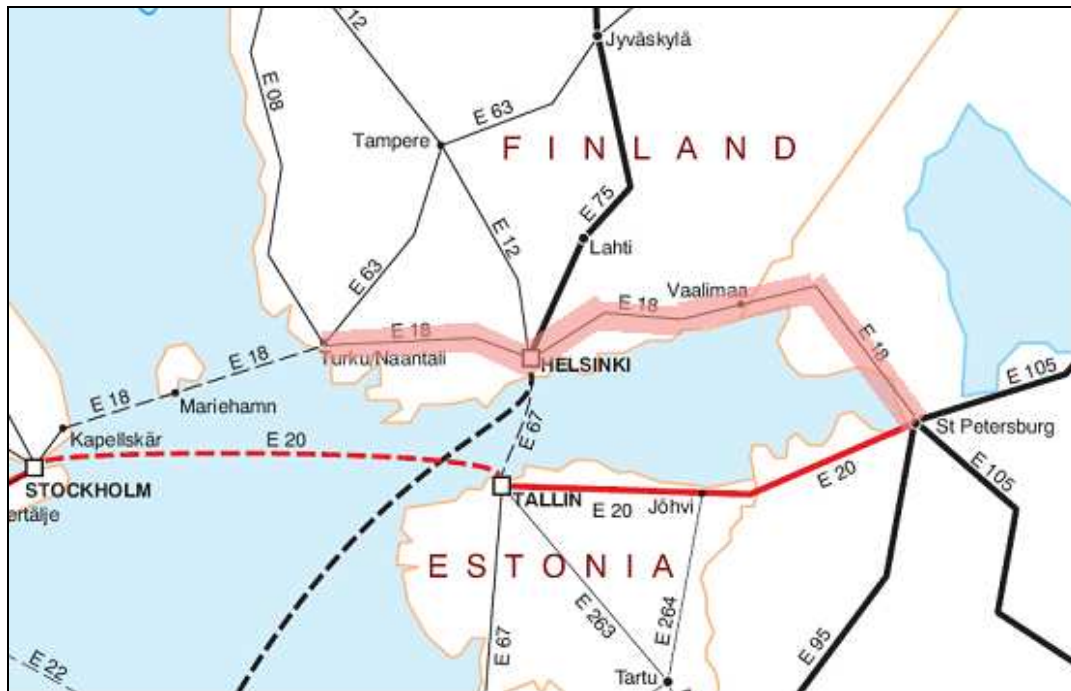 12
Jyväskylä
E 08
E 63
Tampere
FINLAND
E 75
E 12
Lahti
E 63
Vaalimaa
E 18
E 18
E 18
Turku/Naantali
HELSINKI
E 18
E 105
E 18
Mariehamn
E 67
St Petersburg
Kapellskär
E 20
E 20
E 105
STOCKHOLM
TALLIN
E 20
Jõhvi
ertälje
ESTONIA
E 263
E 264
E 67
E 95
E 22
Tartu